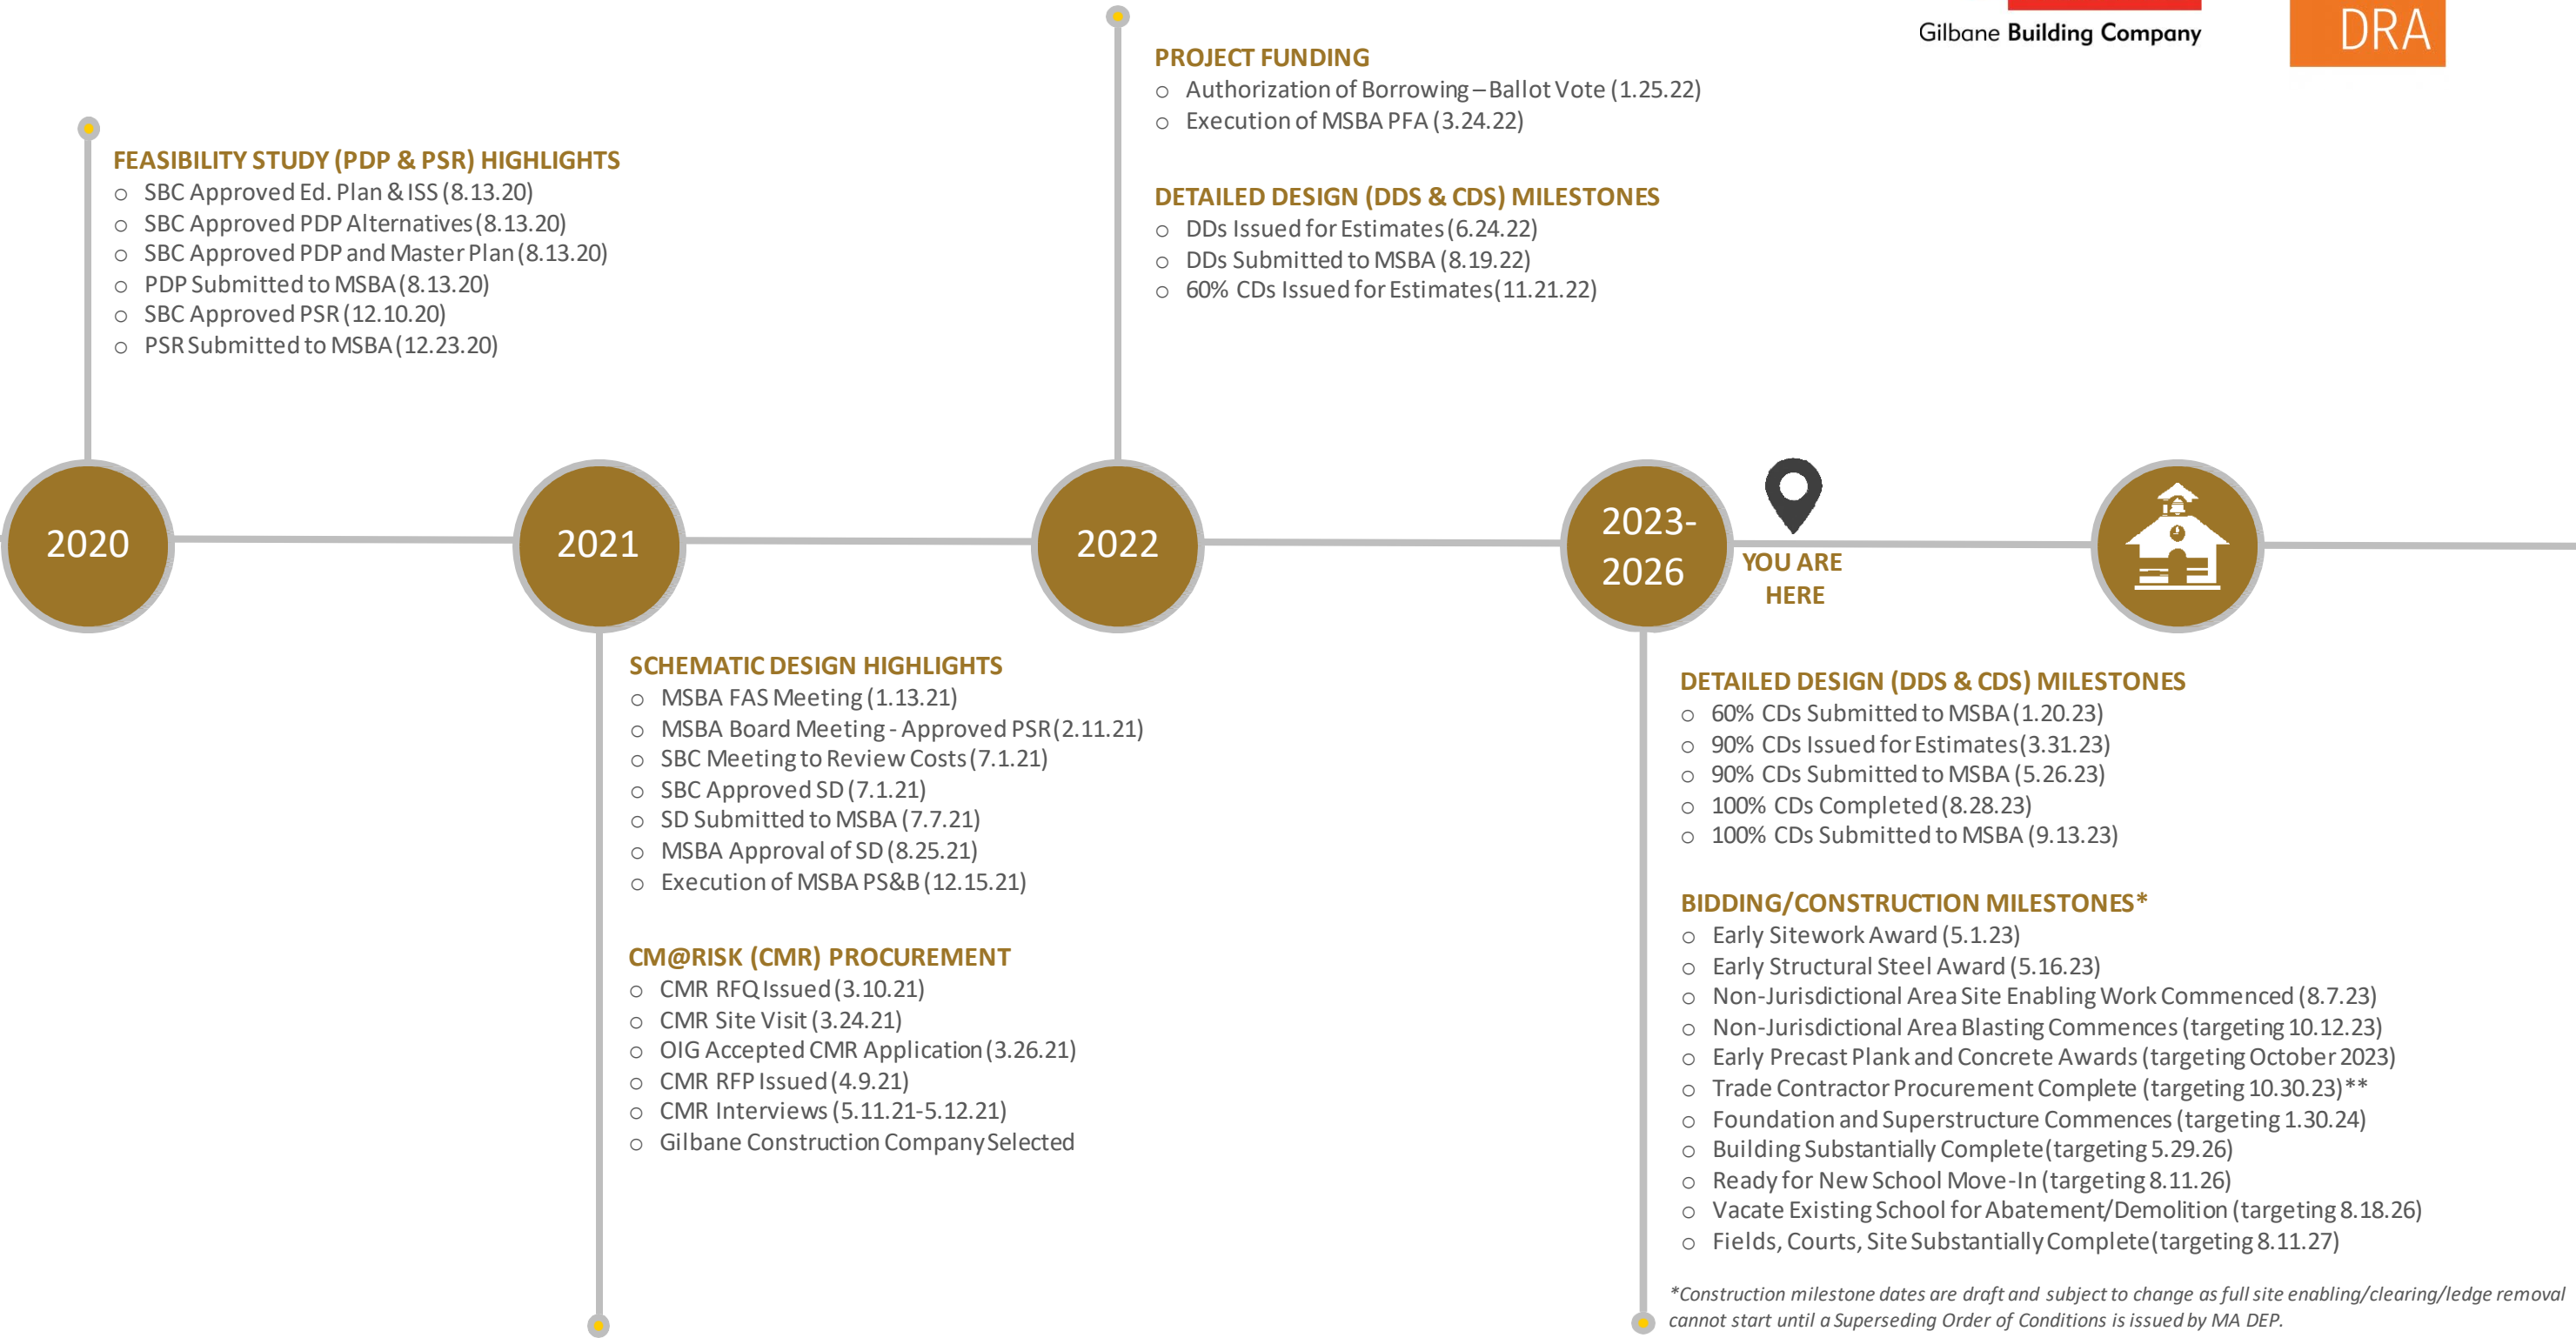 Gilbane Building Company
DRA
PROJECT FUNDING
o Authorization of Borrowing – Ballot Vote (1.25.22)
o Execution of MSBA PFA (3.24.22)
DETAILED DESIGN (DDS & CDS) MILESTONES
o DDs Issued for Estimates (6.24.22)
o DDs Submitted to MSBA (8.19.22)
o 60% CDs Issued for Estimates (11.21.22)
FEASIBILITY STUDY (PDP & PSR) HIGHLIGHTS
o SBC Approved Ed. Plan & ISS (8.13.20)
o SBC Approved PDP Alternatives (8.13.20)
o SBC Approved PDP and Master Plan (8.13.20)
o PDP Submitted to MSBA (8.13.20)
o SBC Approved PSR (12.10.20)
o PSR Submitted to MSBA (12.23.20)
2020
2021
2022
2023-
2026
YOU ARE
HERE
SCHEMATIC DESIGN HIGHLIGHTS
o MSBA FAS Meeting (1.13.21)
o MSBA Board Meeting - Approved PSR (2.11.21)
o SBC Meeting to Review Costs (7.1.21)
o SBC Approved SD (7.1.21)
o SD Submitted to MSBA (7.7.21)
o MSBA Approval of SD (8.25.21)
o Execution of MSBA PS&B (12.15.21)
CM@RISK (CMR) PROCUREMENT
o CMR RFQ Issued (3.10.21)
o CMR Site Visit (3.24.21)
o OIG Accepted CMR Application (3.26.21)
o CMR RFP Issued (4.9.21)
o CMR Interviews (5.11.21-5.12.21)
o Gilbane Construction Company Selected
DETAILED DESIGN (DDS & CDS) MILESTONES
o 60% CDs Submitted to MSBA (1.20.23)
o 90% CDs Issued for Estimates (3.31.23)
o 90% CDs Submitted to MSBA (5.26.23)
o 100% CDs Completed (8.28.23)
o 100% CDs Submitted to MSBA (9.13.23)
BIDDING/CONSTRUCTION MILESTONES*
o Early Sitework Award (5.1.23)
o Early Structural Steel Award (5.16.23)
o Non-Jurisdictional Area Site Enabling Work Commenced (8.7.23)
o Non-Jurisdictional Area Blasting Commences (targeting 10.12.23)
o Early Precast Plank and Concrete Awards (targeting October 2023)
o Trade Contractor Procurement Complete (targeting 10.30.23)**
o Foundation and Superstructure Commences (targeting 1.30.24)
o Building Substantially Complete (targeting 5.29.26)
o Ready for New School Move-In (targeting 8.11.26)
o Vacate Existing School for Abatement/Demolition (targeting 8.18.26)
o Fields, Courts, Site Substantially Complete (targeting 8.11.27)
*Construction milestone dates are draft and subject to change as full site enabling/clearing/ledge removal
cannot start until a Superseding Order of Conditions is issued by MA DEP.